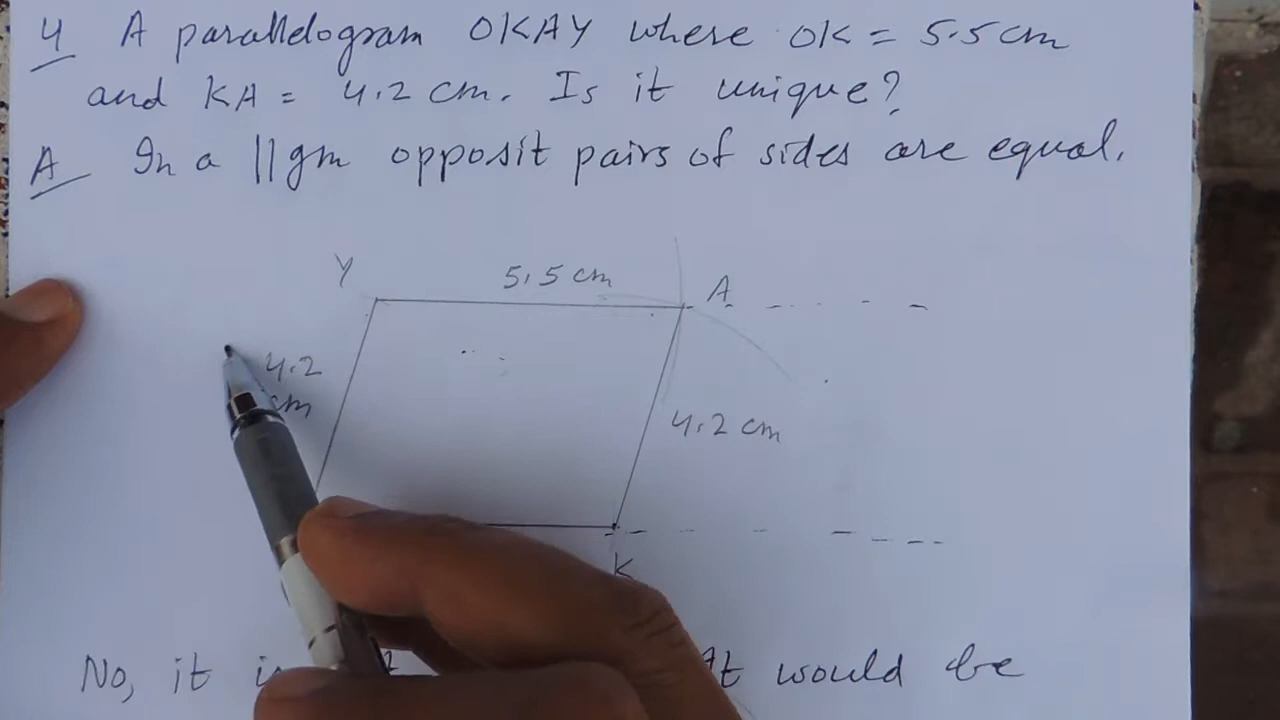 4 A parallelogram OKAY where OK = 5.5 cm
and KA = 4.2 cm. Is it unique?
A In a ||gm opposit pairs of sides are equal.
Y 5.5 cm A
4.2 cm
4.2 cm
K
No, it would be